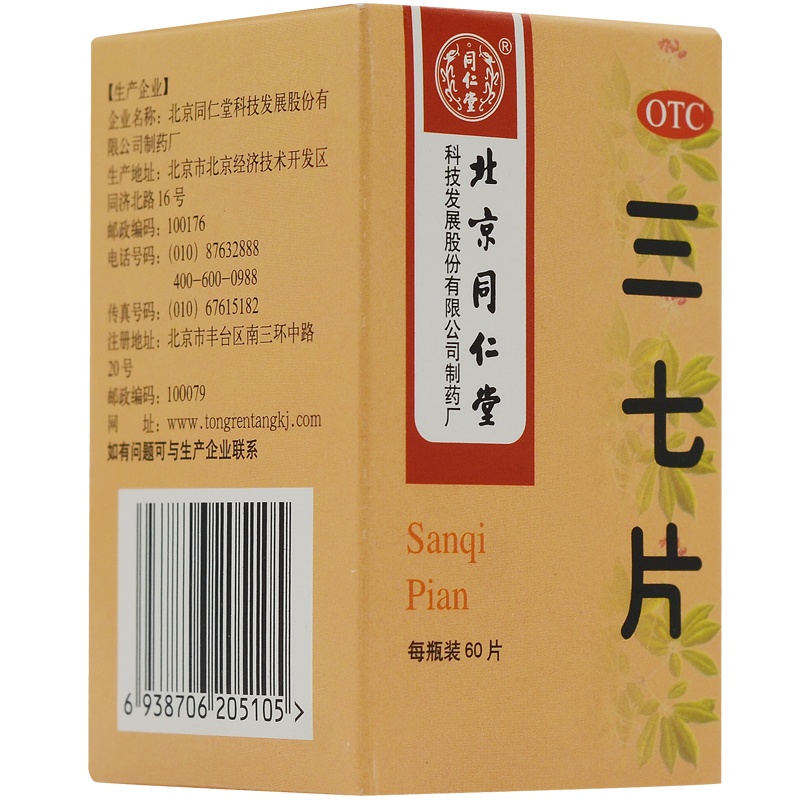 【生产企业】
企业名称：北京同仁堂科技发展股份有
限公司制药厂
生产地址：北京市北京经济技术开发区
同济北路16号
邮政编码：100176
电话号码：(010) 87632888
400-600-0988
传真号码：(010) 67615182
注册地址：北京市丰台区南三环中路
20号
邮政编码：100079
网 址：www.tongrentangkj.com
如有问题可与生产企业联系
6 938706 205105 >
同仁堂
®
北京同仁堂
科技发展股份有限公司制药厂
Sanqi
Pian
每瓶装60片
OTC
三七片